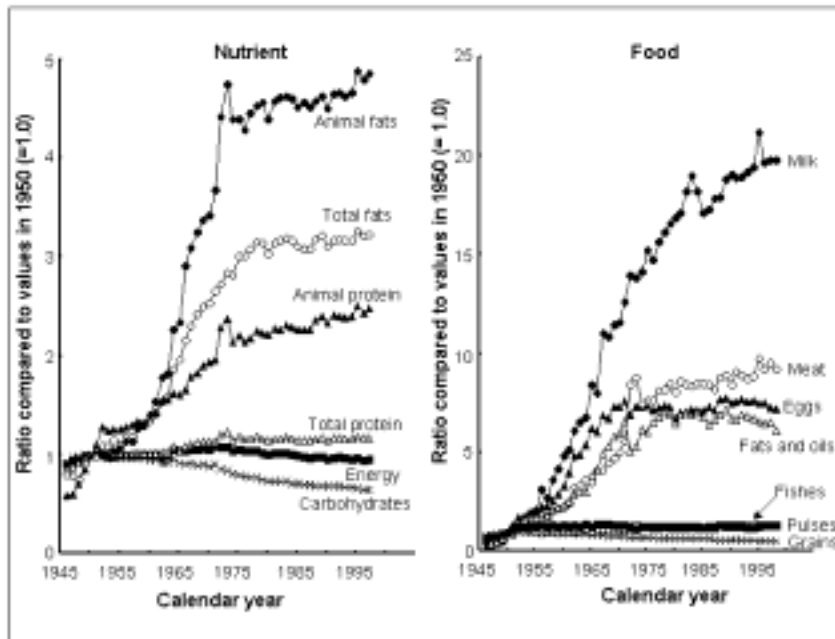 Nutrient
Ratio compared to values in 1950 (=1.0)
5
4
3
2
1
0
Animal fats
Total fats
Animal protein
Total protein
Energy
Carbohydrates
1945 1955 1965 1975 1985 1995
Calendar year
Food
Ratio compared to values in 1950 (= 1.0)
25
20
15
10
5
0
Milk
Meat
Eggs
Fats and oils
Fishes
Pulses
Grains
1945 1955 1965 1975 1985 1995
Calendar year